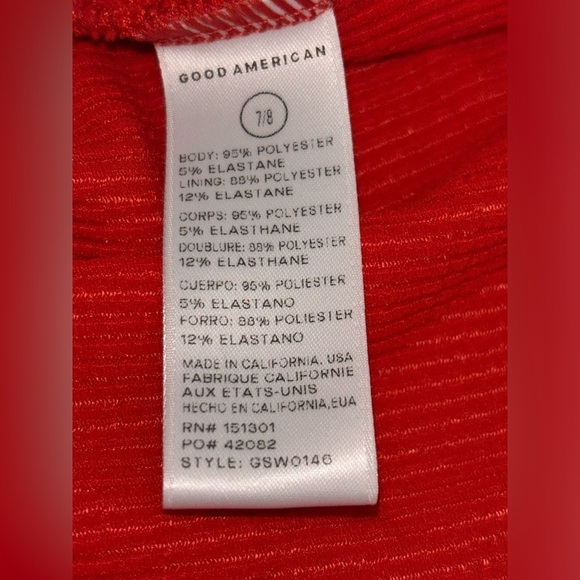 GOOD AMERICAN
7/8
BODY: 95% POLYESTER
5% ELASTANE
LINING: 88% POLYESTER
12% ELASTANE
CORPS: 95% POLYESTER
5% ELASTHANE
DOUBLURE: 88% POLYESTER
12% ELASTHANE
CUERPO: 95% POLIESTER
5% ELASTANO
FORRO: 88% POLIESTER
12% ELASTANO
MADE IN CALIFORNIA, USA
FABRIQUE CALIFORNIE
AUX ETATS-UNIS
HECHO EN CALIFORNIA,EUA
RN# 151301
PO# 42082
STYLE: GSW0146